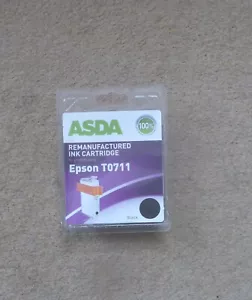 ASDA
100%
REMANUFACTURED
INK CARTRIDGE
Epson T0711
Black